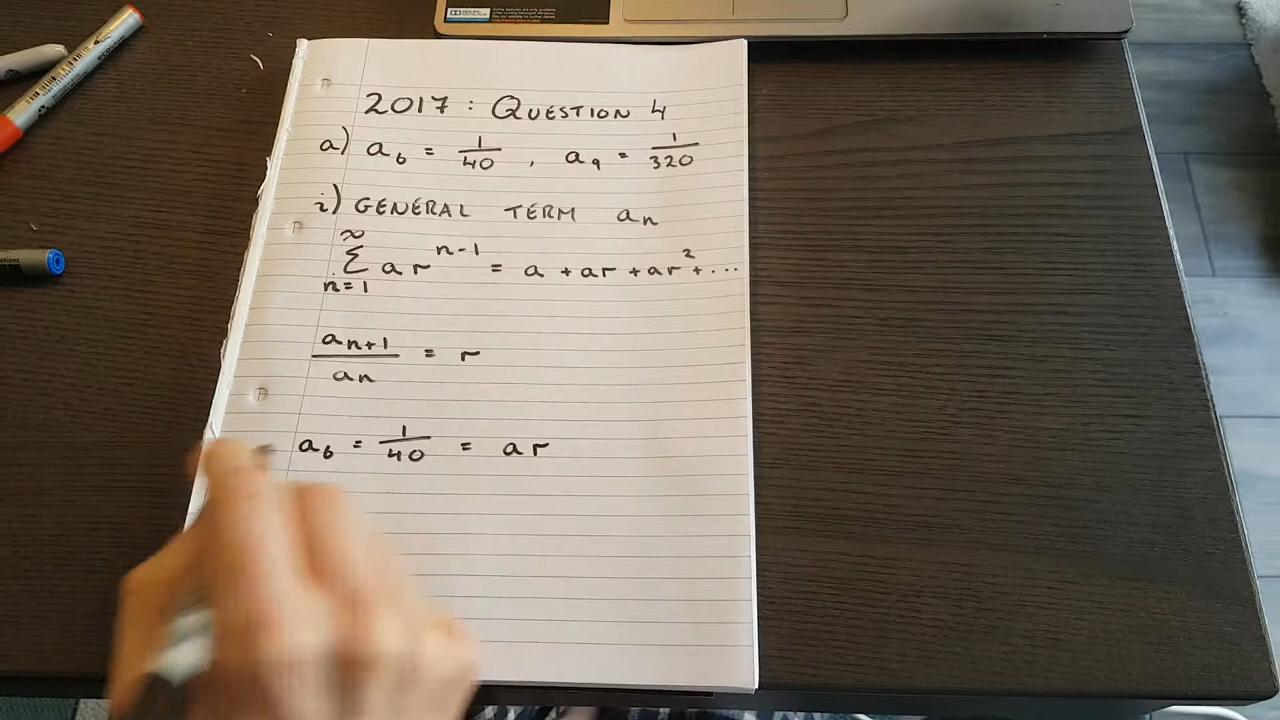 2017 : QUESTION 4
a) a₆ = 1/40 , a₉ = 1/320
i) GENERAL TERM aₙ
∞ Σ n=1 ar^(n-1) = a + ar + ar² + ...
aₙ₊₁/aₙ = r
a₆ = 1/40 = ar